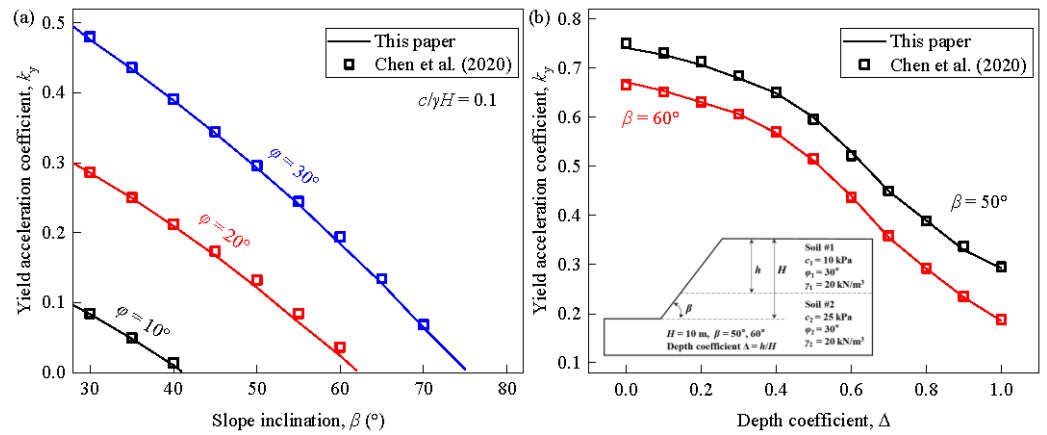 (a)
This paper
Chen et al. (2020)
c/γH = 0.1
φ = 30°
φ = 20°
φ = 10°
0.5
0.4
0.3
0.2
0.1
0.0
30 40 50 60 70 80
Yield acceleration coefficient, ky
Slope inclination, β (°)
(b)
This paper
Chen et al. (2020)
β = 60°
β = 50°
0.8
0.7
0.6
0.5
0.4
0.3
0.2
0.1
0.0 0.2 0.4 0.6 0.8 1.0
Yield acceleration coefficient, ky
Depth coefficient, Δ
Soil #1
c1 = 10 kPa
φ1 = 30°
γ1 = 20 kN/m³
h
H
β
Soil #2
c2 = 25 kPa
φ2 = 30°
γ2 = 20 kN/m³
H = 10 m, β = 50°, 60°
Depth coefficient Δ = h/H